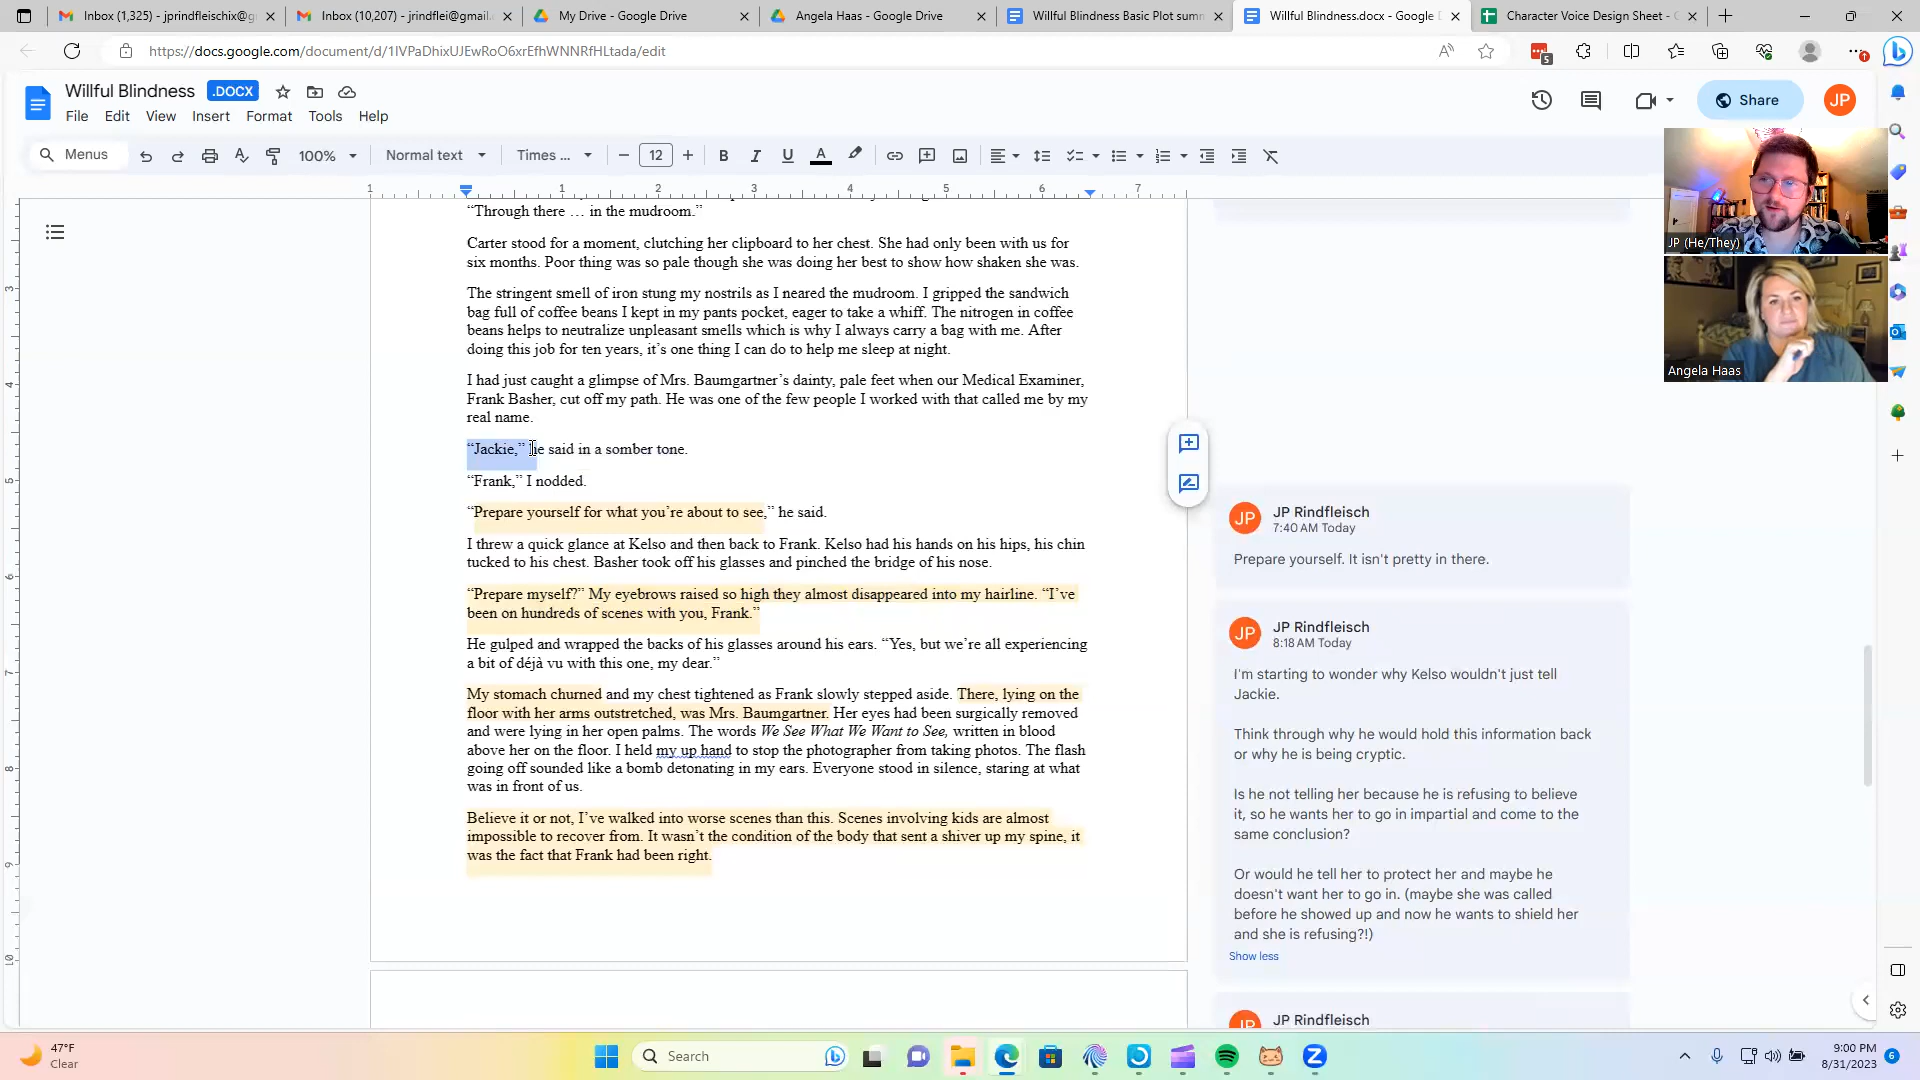 Inbox (1,325) - jprindfleischix@g
Inbox (10,207) - jrindflei@gmail.
My Drive - Google Drive
Angela Haas - Google Drive
Willful Blindness Basic Plot sum
Willful Blindness.docx - Google D
Character Voice Design Sheet - G
https://docs.google.com/document/d/1IVPaDhixUJEwRoO6xrEfhWNNRfHLtada/edit
Willful Blindness .DOCX
File Edit View Insert Format Tools Help
Share
JP
Menus
100%
Normal text
Times ...
12
1 1 2 3 4 5 6 7
“Through there … in the mudroom.”
Carter stood for a moment, clutching her clipboard to her chest. She had only been with us for
six months. Poor thing was so pale though she was doing her best to show how shaken she was.
The stringent smell of iron stung my nostrils as I neared the mudroom. I gripped the sandwich
bag full of coffee beans I kept in my pants pocket, eager to take a whiff. The nitrogen in coffee
beans helps to neutralize unpleasant smells which is why I always carry a bag with me. After
doing this job for ten years, it’s one thing I can do to help me sleep at night.
I had just caught a glimpse of Mrs. Baumgartner’s dainty, pale feet when our Medical Examiner,
Frank Basher, cut off my path. He was one of the few people I worked with that called me by my
real name.
“Jackie,” he said in a somber tone.
“Frank,” I nodded.
“Prepare yourself for what you’re about to see,” he said.
I threw a quick glance at Kelso and then back to Frank. Kelso had his hands on his hips, his chin
tucked to his chest. Basher took off his glasses and pinched the bridge of his nose.
“Prepare myself?” My eyebrows raised so high they almost disappeared into my hairline. “I’ve
been on hundreds of scenes with you, Frank.”
He gulped and wrapped the backs of his glasses around his ears. “Yes, but we’re all experiencing
a bit of déjà vu with this one, my dear.”
My stomach churned and my chest tightened as Frank slowly stepped aside. There, lying on the
floor with her arms outstretched, was Mrs. Baumgartner. Her eyes had been surgically removed
and were lying in her open palms. The words We See What We Want to See, written in blood
above her on the floor. I held my up hand to stop the photographer from taking photos. The flash
going off sounded like a bomb detonating in my ears. Everyone stood in silence, staring at what
was in front of us.
Believe it or not, I’ve walked into worse scenes than this. Scenes involving kids are almost
impossible to recover from. It wasn’t the condition of the body that sent a shiver up my spine, it
was the fact that Frank had been right.
3
4
5
6
7
8
9
10
JP (He/They)
Angela Haas
JP
JP Rindfleisch
7:40 AM Today
Prepare yourself. It isn't pretty in there.
JP
JP Rindfleisch
8:18 AM Today
I'm starting to wonder why Kelso wouldn't just tell
Jackie.
Think through why he would hold this information back
or why he is being cryptic.
Is he not telling her because he is refusing to believe
it, so he wants her to go in impartial and come to the
same conclusion?
Or would he tell her to protect her and maybe he
doesn't want her to go in. (maybe she was called
before he showed up and now he wants to shield her
and she is refusing?!)
Show less
JP
JP Rindfleisch
47°F
Clear
Search
9:00 PM
8/31/2023
6